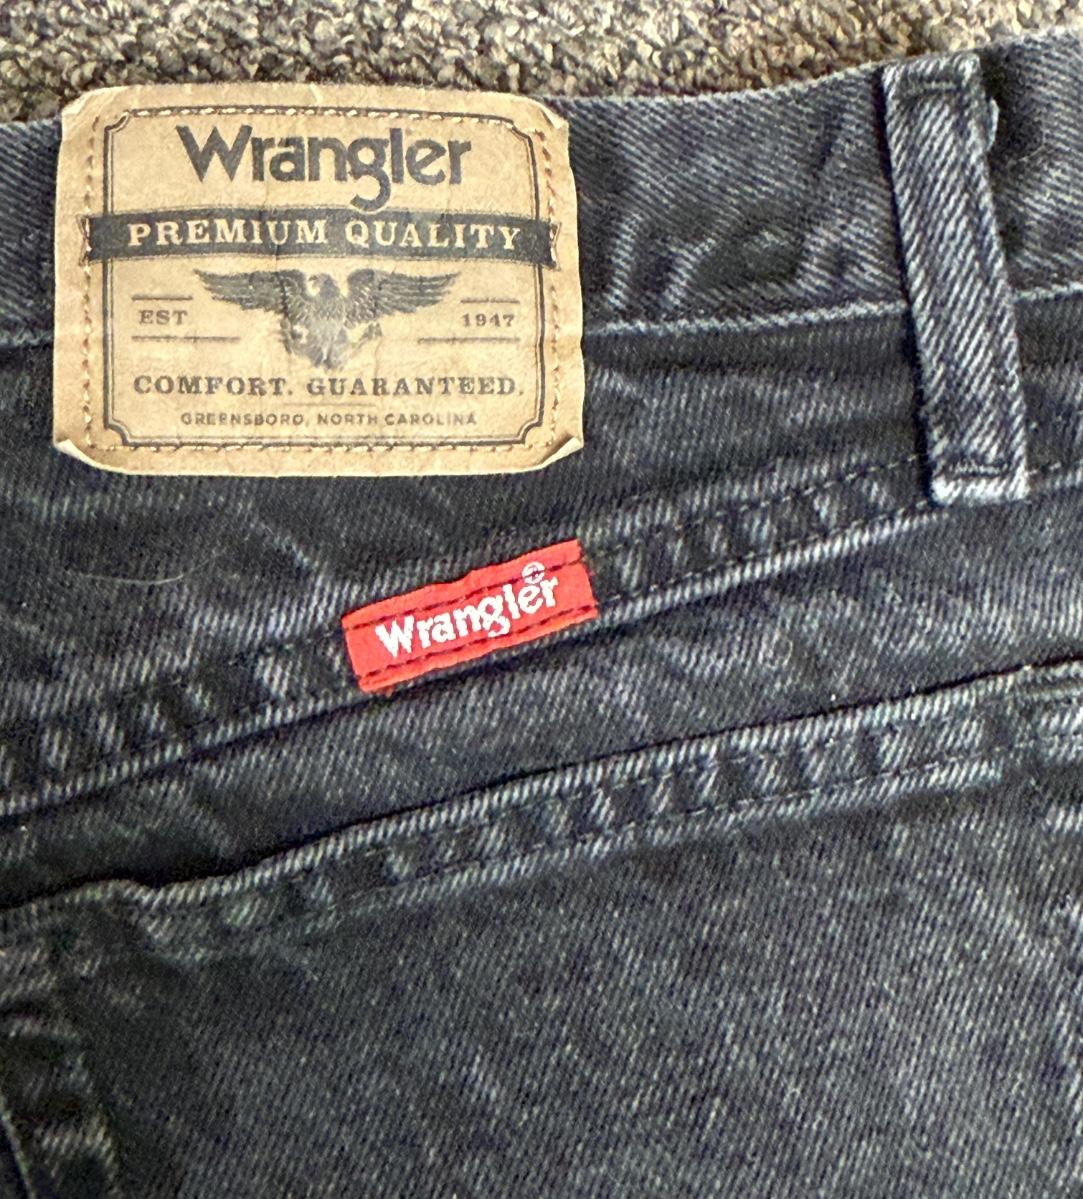 Wrangler
PREMIUM QUALITY
EST 1947
COMFORT. GUARANTEED.
GREENSBORO, NORTH CAROLINA
Wrangler®